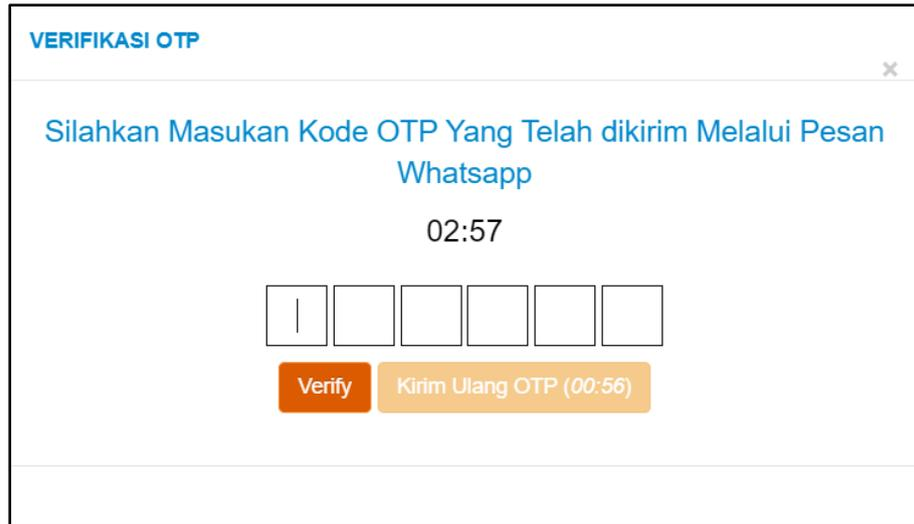 VERIFIKASI OTP
×
Silahkan Masukan Kode OTP Yang Telah dikirim Melalui Pesan
Whatsapp
02:57
Verify
Kirim Ulang OTP (00:56)